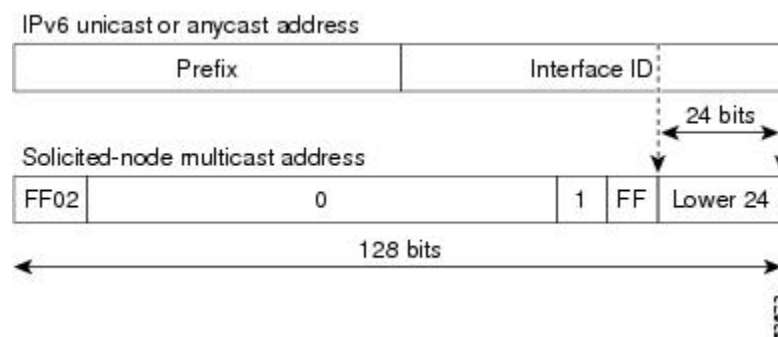 IPv6 unicast or anycast address
Prefix Interface ID
24 bits
Solicited-node multicast address
FF02 0 1 FF Lower 24
128 bits